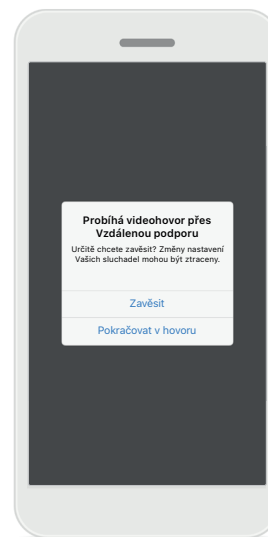 Probíhá videohovor přes
Vzdálenou podporu
Určitě chcete zavěsit? Změny nastavení
Vašich sluchadel mohou být ztraceny.
Zavěsit
Pokračovat v hovoru